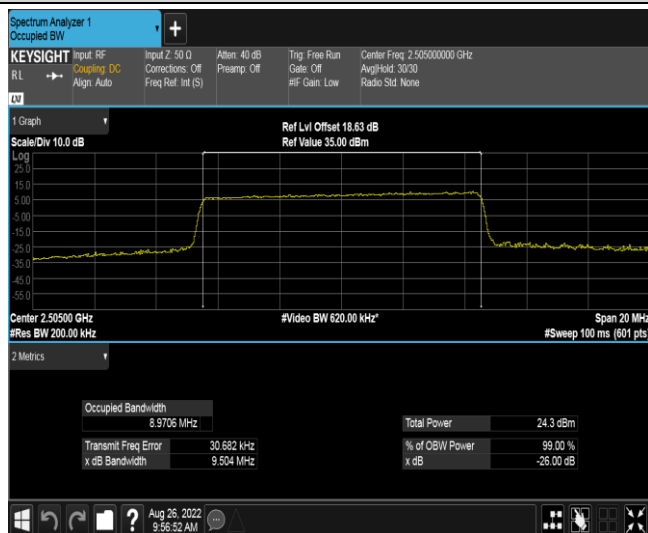 Spectrum Analyzer 1
Occupied BW
+
KEYSIGHT Input: RF Input Z: 50 Ω Atten: 40 dB Trig: Free Run Center Freq: 2.505000000 GHz
RL Coupling: DC Corrections: Off Preamp: Off Gate: Off Avg|Hold: 30/30
Align: Auto Freq Ref: Int (S) #IF Gain: Low Radio Std: None
LXI
1 Graph
Ref Lvl Offset 18.63 dB
Scale/Div 10.0 dB Ref Value 35.00 dBm
Log
25.0
15.0
5.00
-5.00
-15.0
-25.0
-35.0
-45.0
-55.0
Center 2.50500 GHz #Video BW 620.00 kHz* Span 20 MHz
#Res BW 200.00 kHz #Sweep 100 ms (601 pts)
2 Metrics
Occupied Bandwidth
8.9706 MHz Total Power 24.3 dBm
Transmit Freq Error 30.682 kHz % of OBW Power 99.00 %
x dB Bandwidth 9.504 MHz x dB -26.00 dB
? Aug 26, 2022
9:56:52 AM